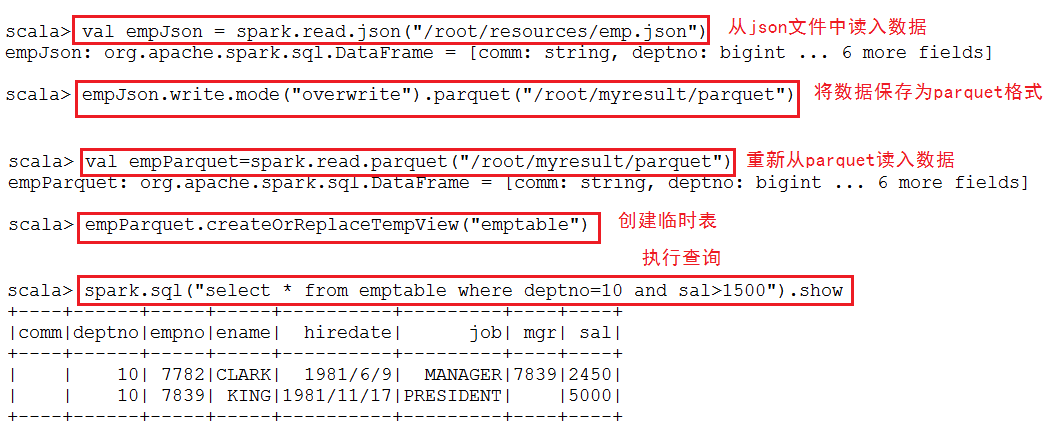 scala> val empJson = spark.read.json("/root/resources/emp.json") 从json文件中读入数据
empJson: org.apache.spark.sql.DataFrame = [comm: string, deptno: bigint ... 6 more fields]
scala> empJson.write.mode("overwrite").parquet("/root/myresult/parquet") 将数据保存为parquet格式
scala> val empParquet=spark.read.parquet("/root/myresult/parquet") 重新从parquet读入数据
empParquet: org.apache.spark.sql.DataFrame = [comm: string, deptno: bigint ... 6 more fields]
scala> empParquet.createOrReplaceTempView("emptable") 创建临时表
执行查询
scala> spark.sql("select * from emptable where deptno=10 and sal>1500").show
+----+------+-----+-----+----------+---------+----+----+
|comm|deptno|empno|ename|  hiredate|      job| mgr| sal|
+----+------+-----+-----+----------+---------+----+----+
|    |    10| 7782|CLARK|  1981/6/9|  MANAGER|7839|2450|
|    |    10| 7839| KING|1981/11/17|PRESIDENT|    |5000|
+----+------+-----+-----+----------+---------+----+----+